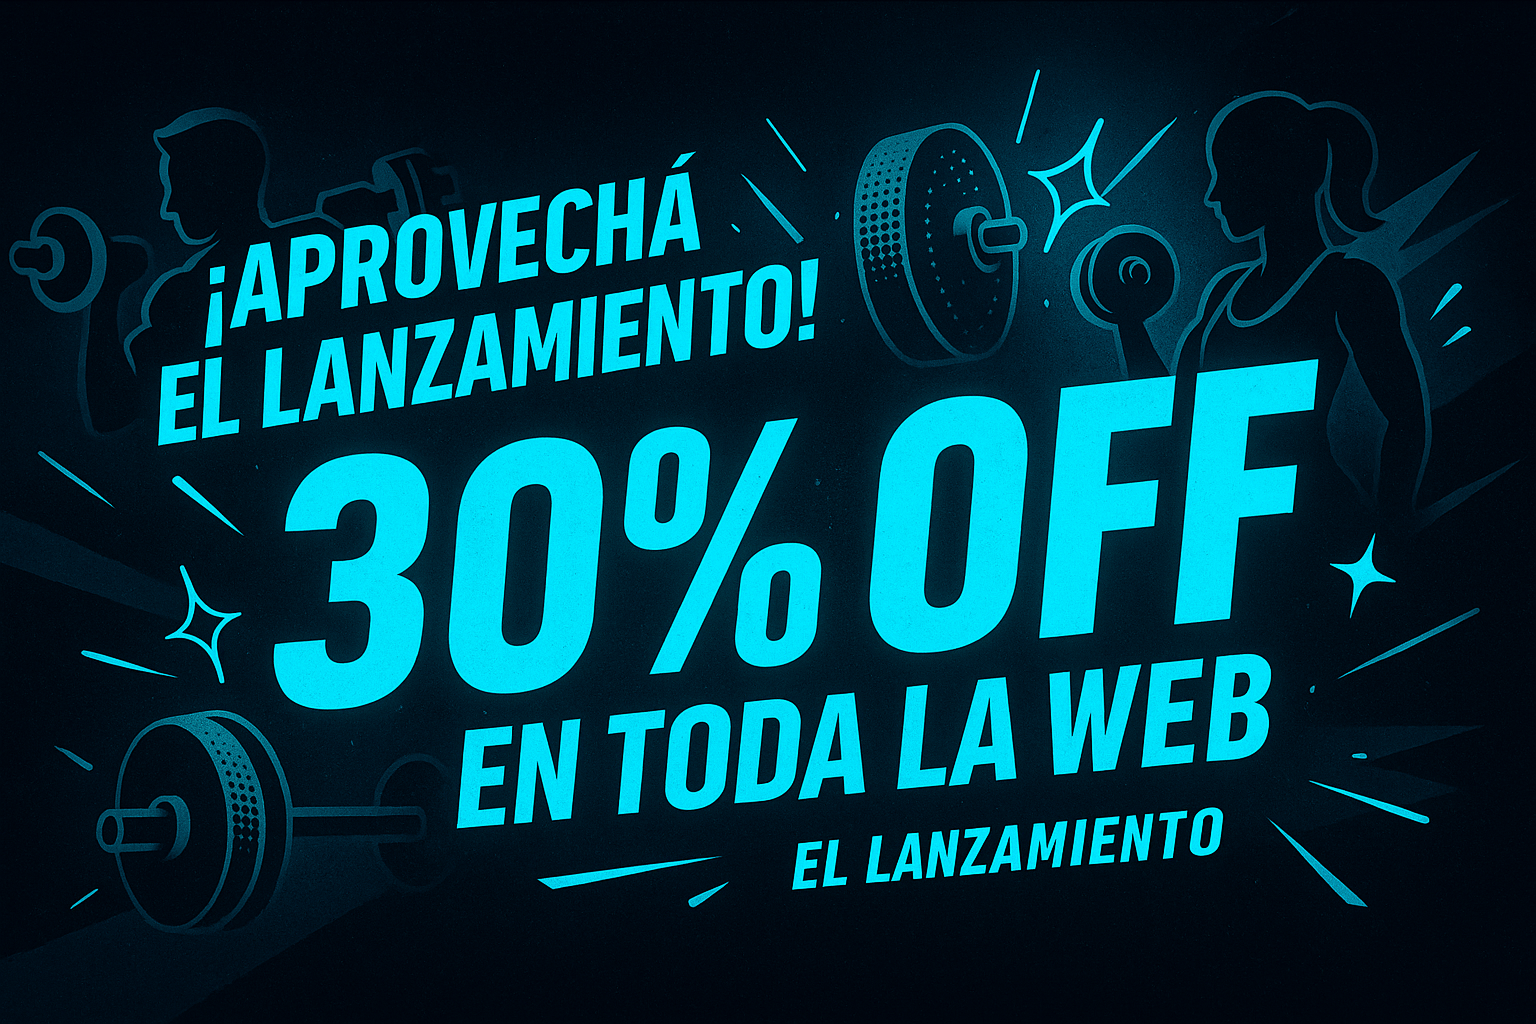 ¡APROVECHÁ
EL LANZAMIENTO!
30% OFF
EN TODA LA WEB
EL LANZAMIENTO